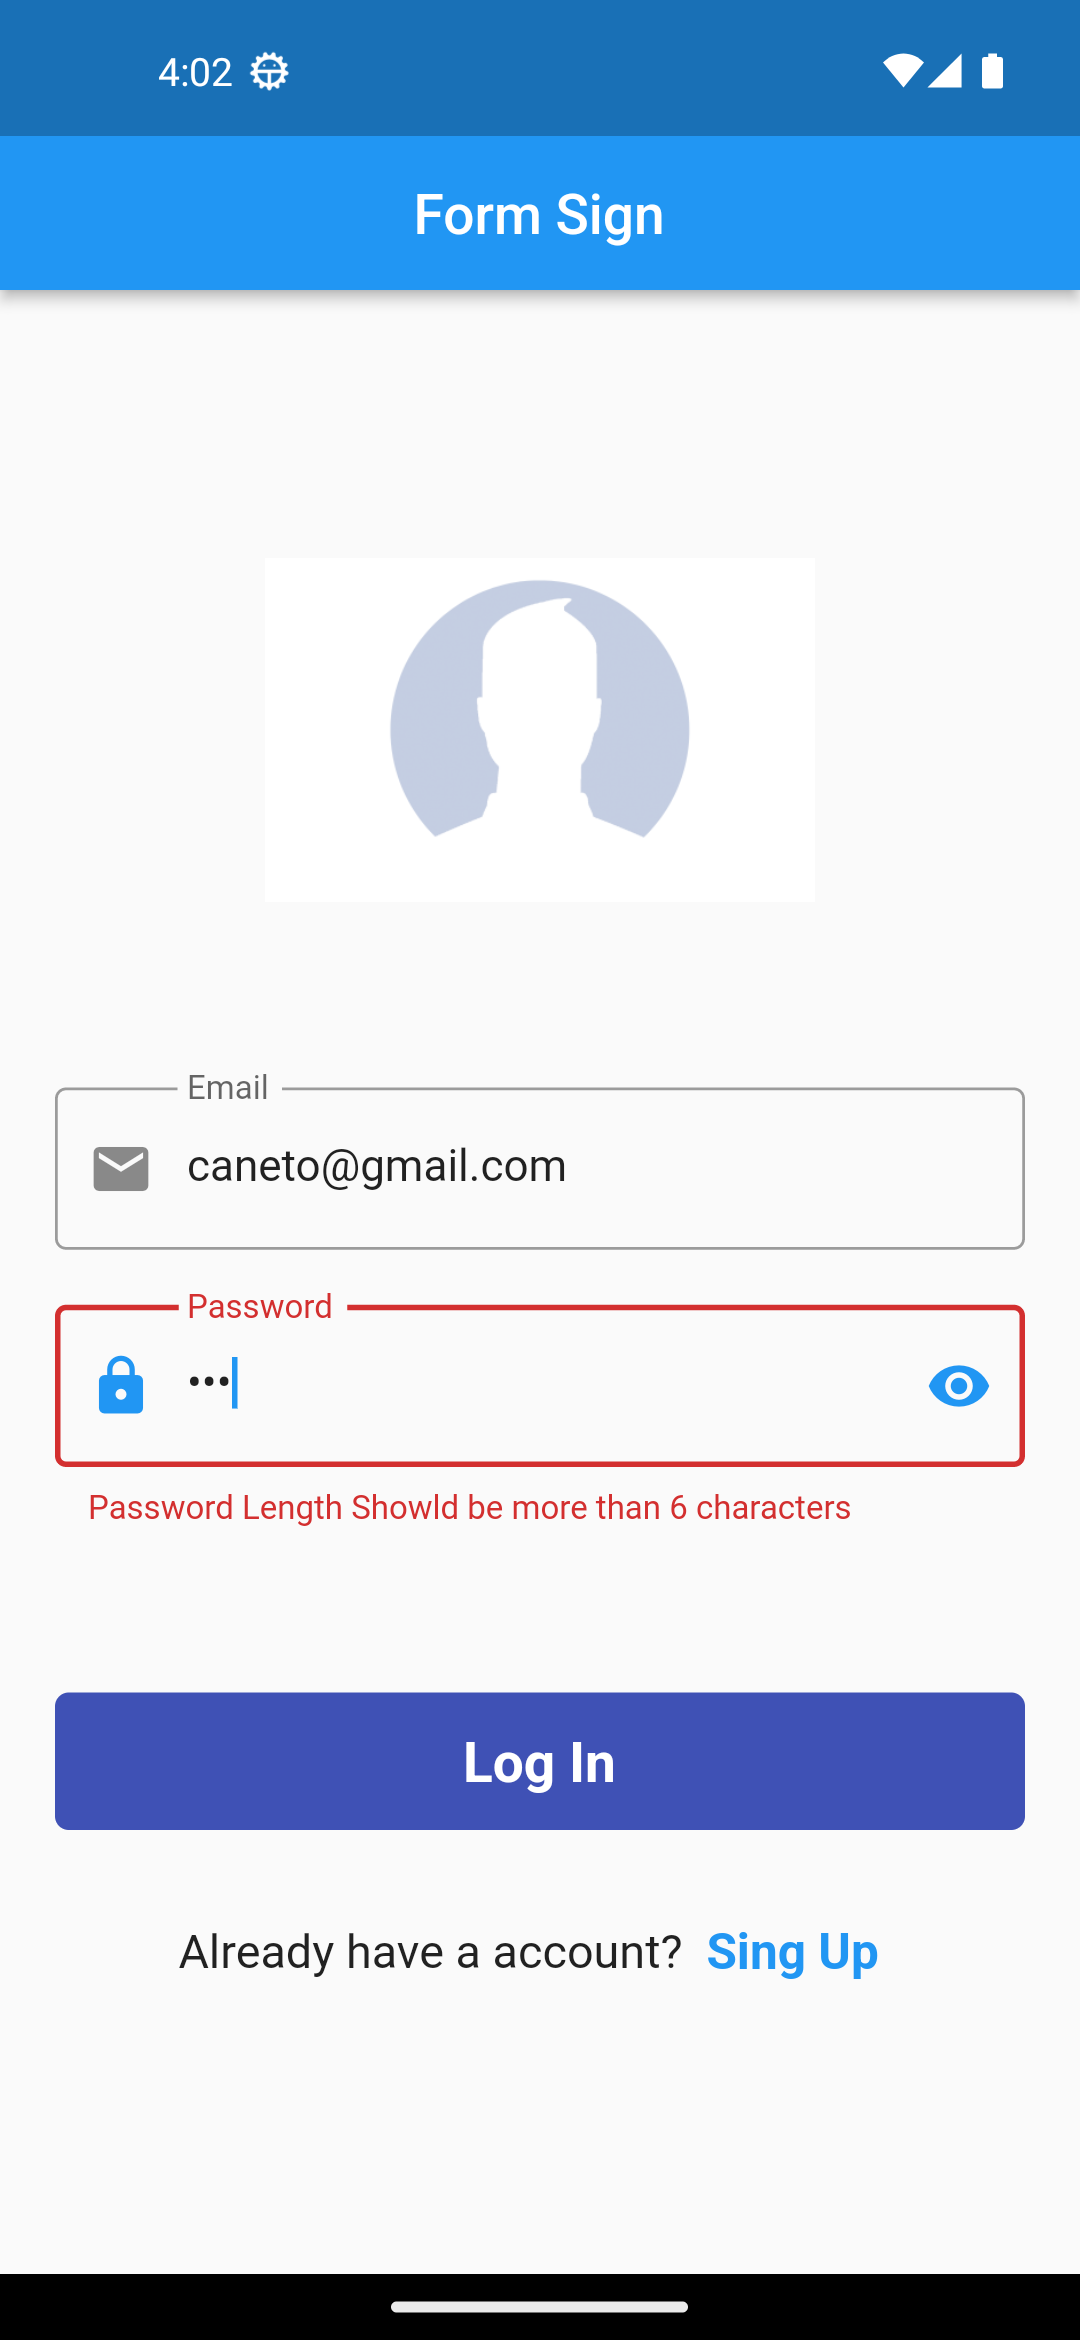 4:02
Form Sign
Email
caneto@gmail.com
Password
•••
Password Length Showld be more than 6 characters
Log In
Already have a account? Sing Up